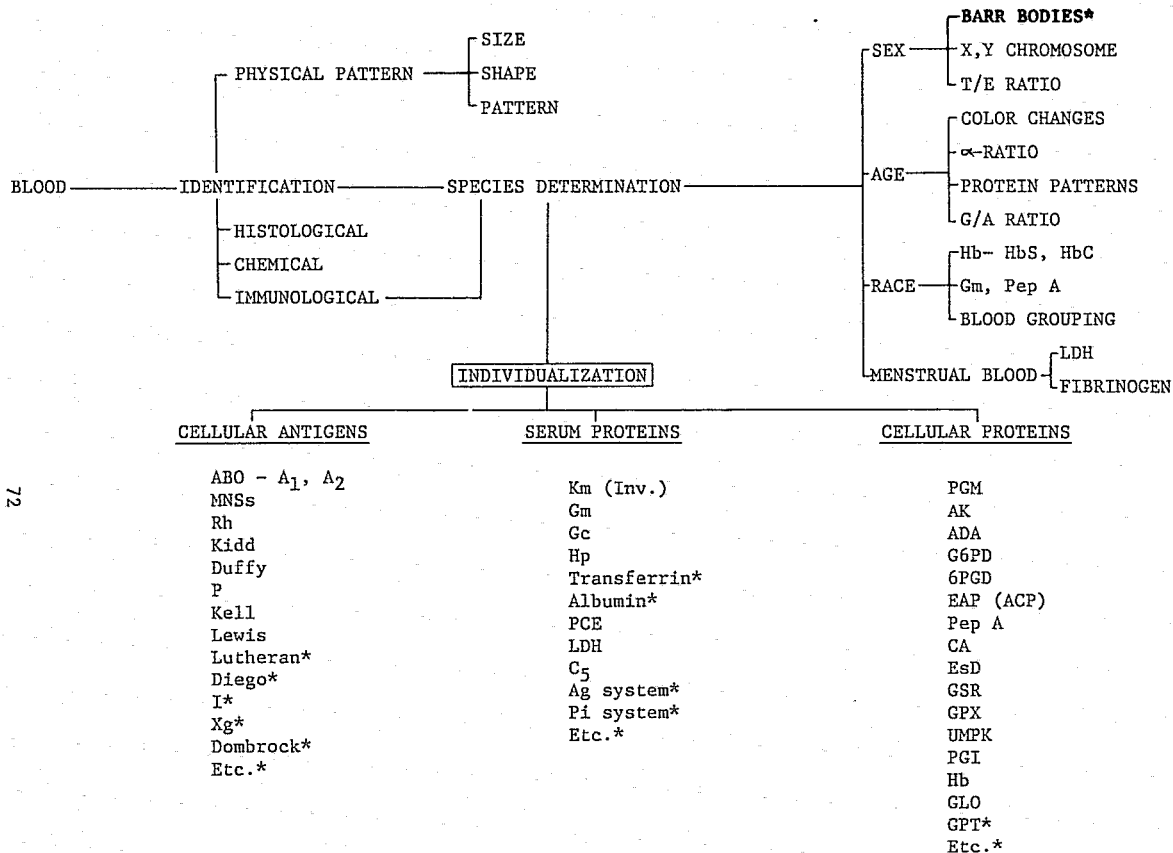 BARR BODIES*
SEX
X,Y CHROMOSOME
T/E RATIO
PHYSICAL PATTERN
SIZE
SHAPE
PATTERN
COLOR CHANGES
∝-RATIO
AGE
PROTEIN PATTERNS
G/A RATIO
BLOOD
IDENTIFICATION
SPECIES DETERMINATION
HISTOLOGICAL
CHEMICAL
IMMUNOLOGICAL
Hb- HbS, HbC
RACE
Gm, Pep A
BLOOD GROUPING
MENSTRUAL BLOOD
LDH
FIBRINOGEN
INDIVIDUALIZATION
CELLULAR ANTIGENS
ABO - A1, A2
MNSs
Rh
Kidd
Duffy
P
Kell
Lewis
Lutheran*
Diego*
I*
Xg*
Dombrock*
Etc.*
SERUM PROTEINS
Km (Inv.)
Gm
Gc
Hp
Transferrin*
Albumin*
PCE
LDH
C5
Ag system*
Pi system*
Etc.*
CELLULAR PROTEINS
PGM
AK
ADA
G6PD
6PGD
EAP (ACP)
Pep A
CA
EsD
GSR
GPX
UMPK
PGI
Hb
GLO
GPT*
Etc.*
72